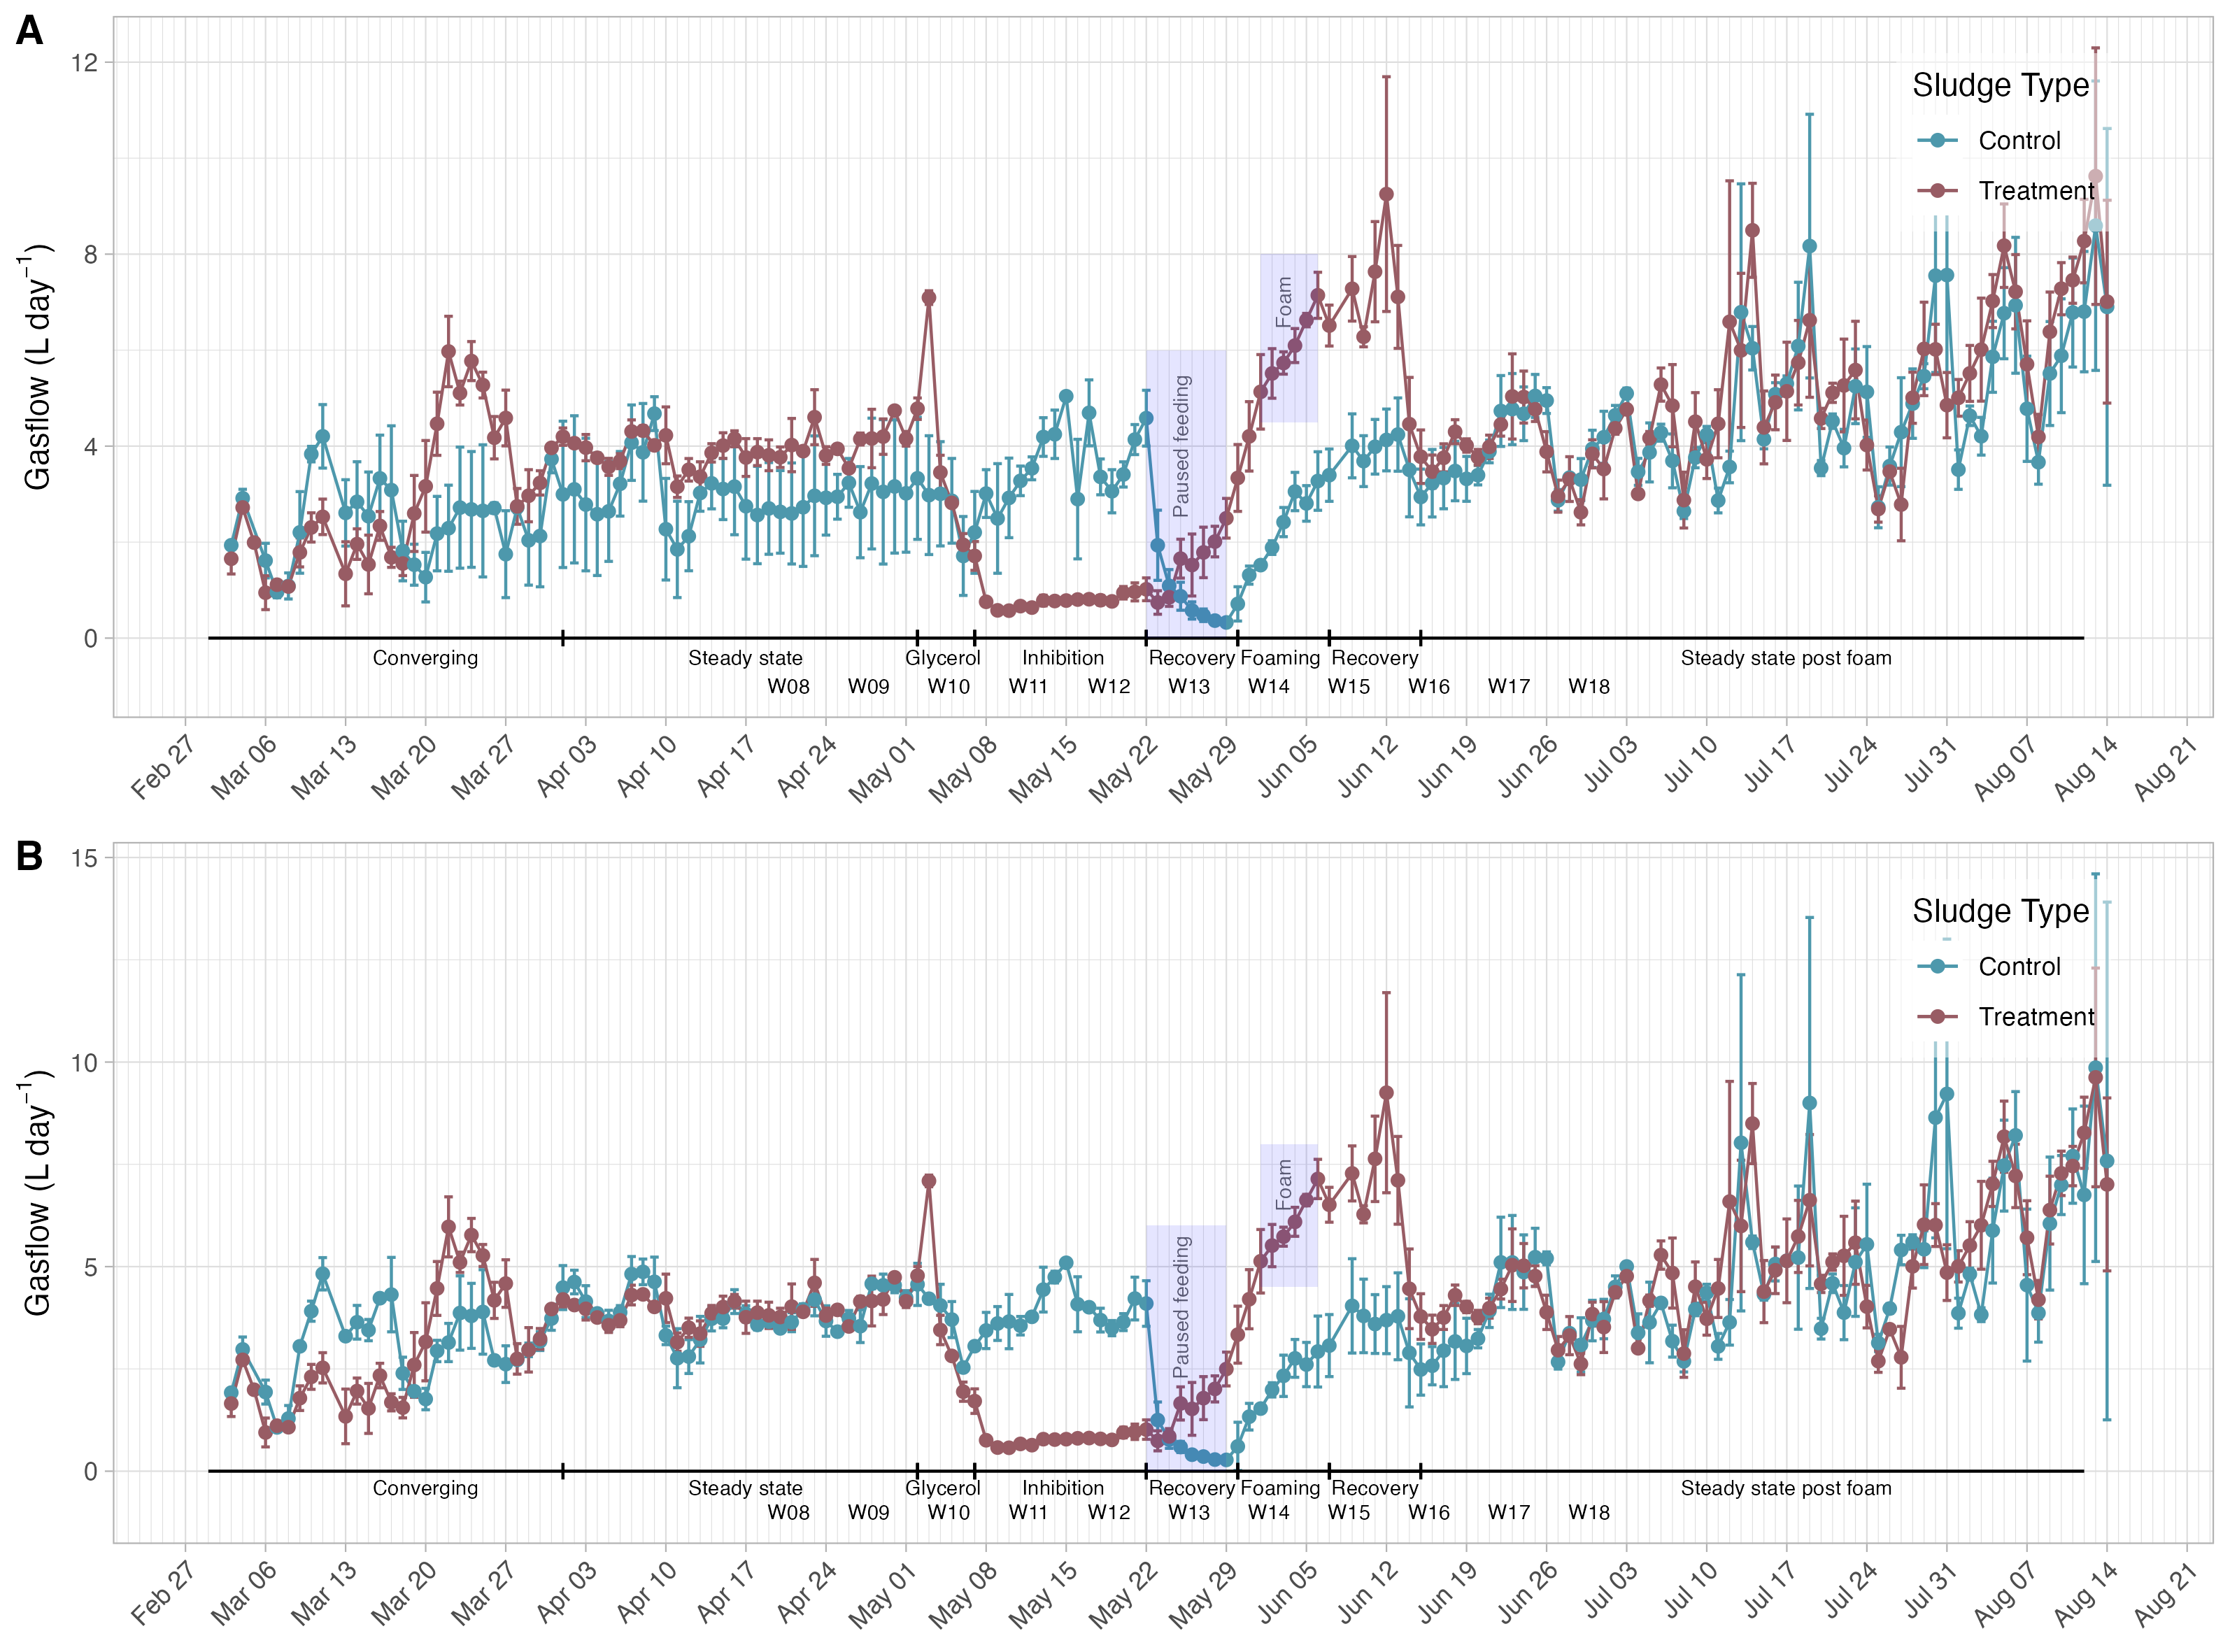 A
12
8
4
0
Gasflow (L day⁻¹)
Sludge Type
Control
Treatment
Paused feeding
Foam
Converging
Steady state
Glycerol
Inhibition
Recovery
Foaming
Recovery
Steady state post foam
W08
W09
W10
W11
W12
W13
W14
W15
W16
W17
W18
Feb 27
Mar 06
Mar 13
Mar 20
Mar 27
Apr 03
Apr 10
Apr 17
Apr 24
May 01
May 08
May 15
May 22
May 29
Jun 05
Jun 12
Jun 19
Jun 26
Jul 03
Jul 10
Jul 17
Jul 24
Jul 31
Aug 07
Aug 14
Aug 21
B
15
10
5
0
Gasflow (L day⁻¹)
Sludge Type
Control
Treatment
Paused feeding
Foam
Converging
Steady state
Glycerol
Inhibition
Recovery
Foaming
Recovery
Steady state post foam
W08
W09
W10
W11
W12
W13
W14
W15
W16
W17
W18
Feb 27
Mar 06
Mar 13
Mar 20
Mar 27
Apr 03
Apr 10
Apr 17
Apr 24
May 01
May 08
May 15
May 22
May 29
Jun 05
Jun 12
Jun 19
Jun 26
Jul 03
Jul 10
Jul 17
Jul 24
Jul 31
Aug 07
Aug 14
Aug 21